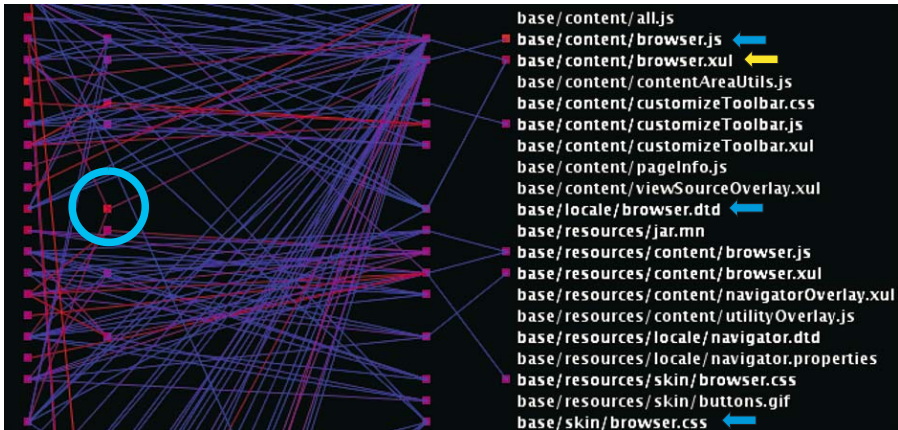 base/content/all.js
base/content/browser.js
base/content/browser.xul
base/content/contentAreaUtils.js
base/content/customizeToolbar.css
base/content/customizeToolbar.js
base/content/customizeToolbar.xul
base/content/pageInfo.js
base/content/viewSourceOverlay.xul
base/locale/browser.dtd
base/resources/jar.mn
base/resources/content/browser.js
base/resources/content/browser.xul
base/resources/content/navigatorOverlay.xul
base/resources/content/utilityOverlay.js
base/resources/locale/navigator.dtd
base/resources/locale/navigator.properties
base/resources/skin/browser.css
base/resources/skin/buttons.gif
base/skin/browser.css